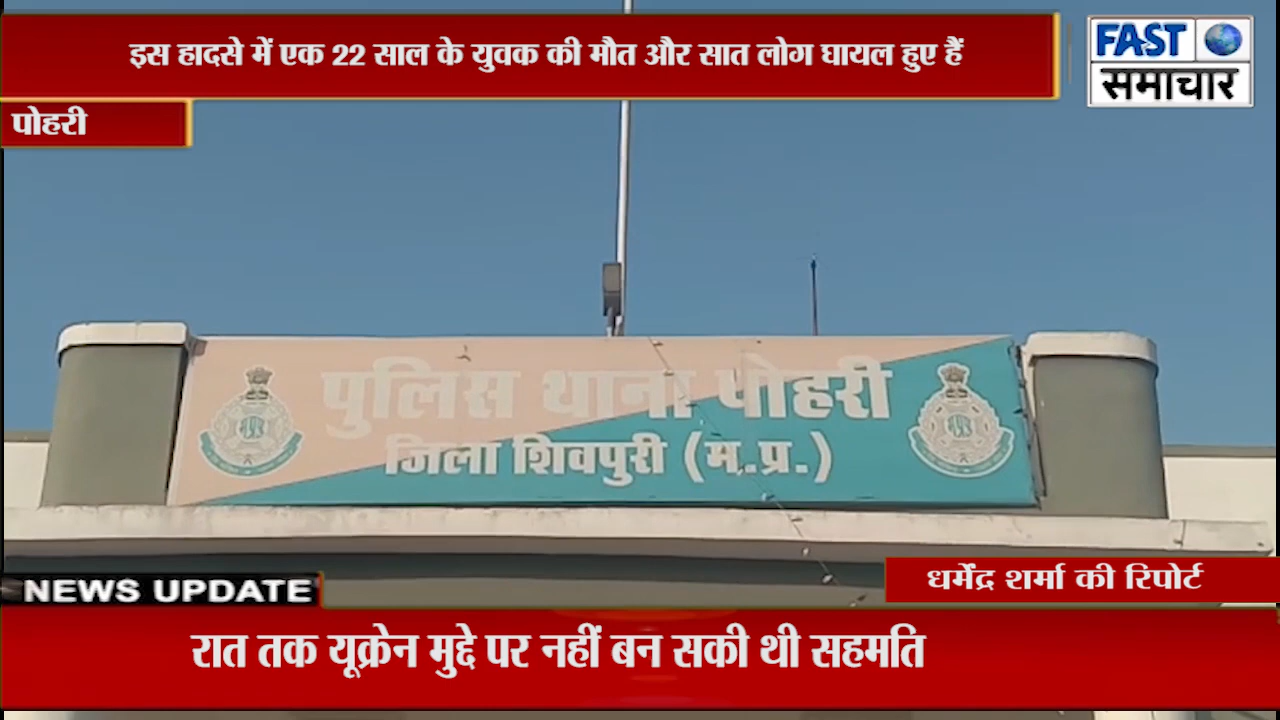 इस हादसे में एक 22 साल के युवक की मौत और सात लोग घायल हुए हैं
FAST
समाचार
पोहरी
पुलिस थाना पोहरी
जिला शिवपुरी (म.प्र.)
धर्मेंद्र शर्मा की रिपोर्ट
NEWS UPDATE
रात तक यूक्रेन मुद्दे पर नहीं बन सकी थी सहमति